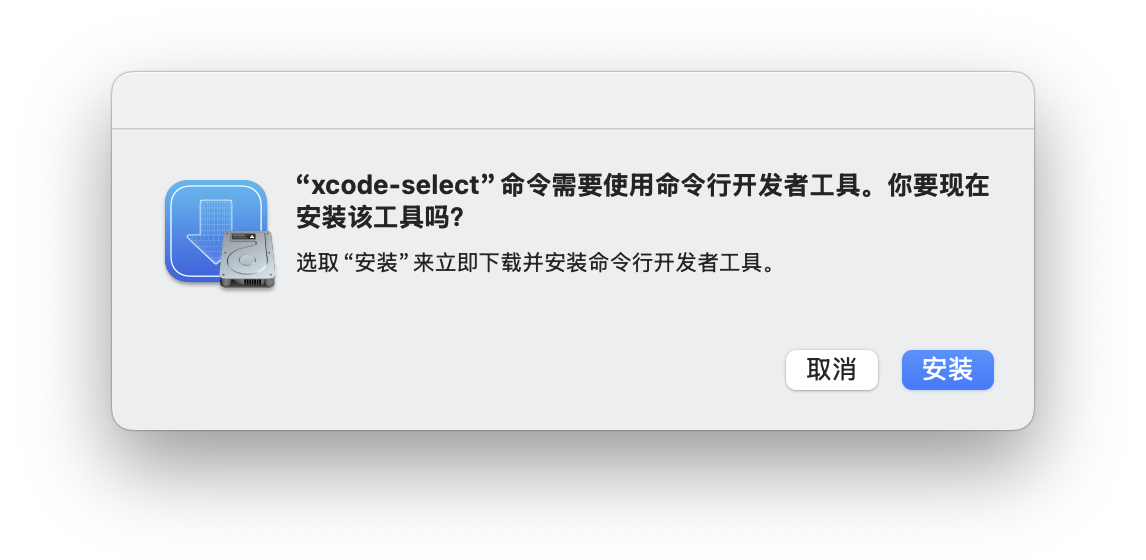 “xcode-select” 命令需要使用命令行开发者工具。你要现在
安装该工具吗?
选取 “安装” 来立即下载并安装命令行开发者工具。
取消
安装